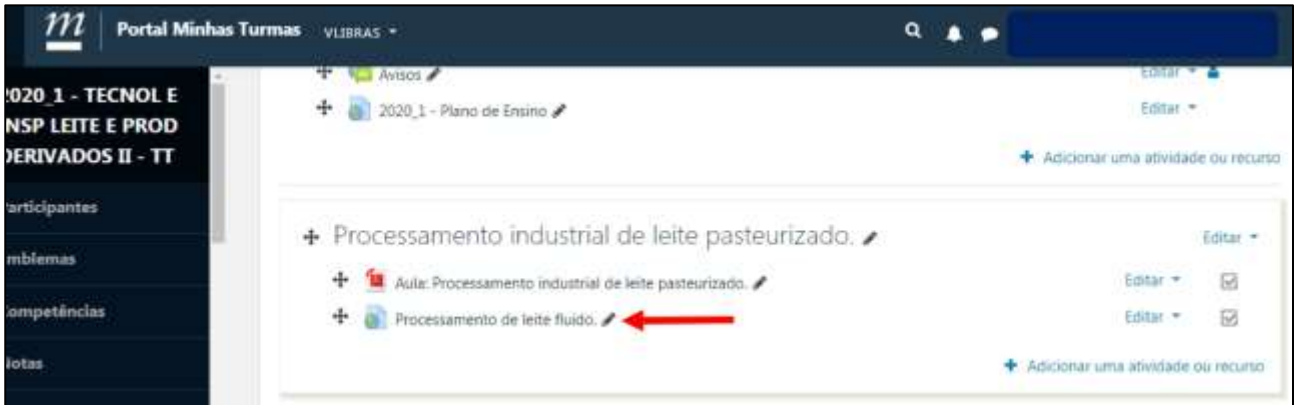 m Portal Minhas Turmas VLIBRAS
2020_1 - TECNOL E
NSP LEITE E PROD
DERIVADOS II - TT
articipantes
mblemas
ompetências
Notas
Avisos Editar
2020_1 - Plano de Ensino Editar
Adicionar uma atividade ou recurso
Processamento industrial de leite pasteurizado. Editar
Aula: Processamento industrial de leite pasteurizado. Editar
Processamento de leite fluido. Editar
Adicionar uma atividade ou recurso